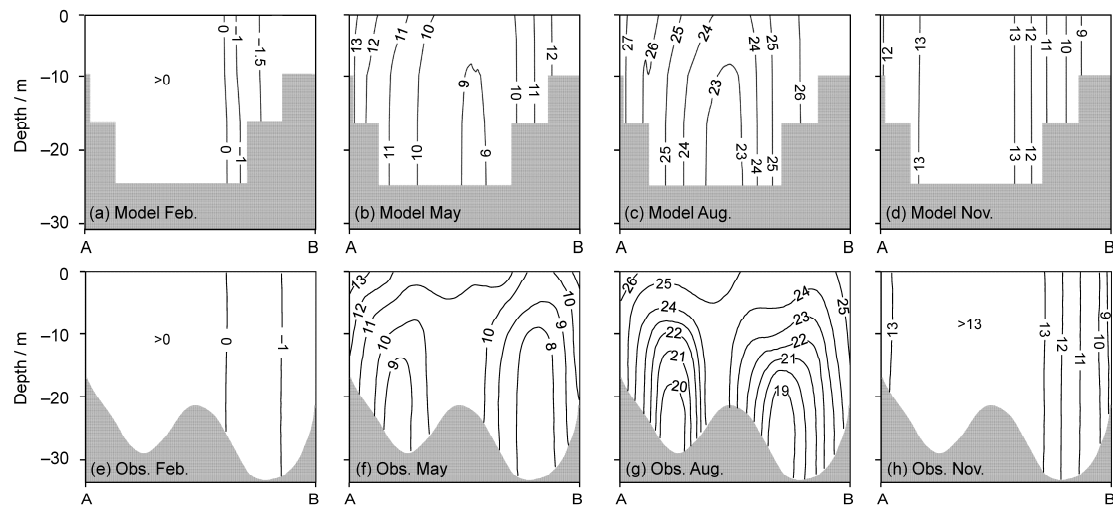 0
−10
−20
−30
Depth / m
>0
0
−1
−1.5
0
−1
(a) Model Feb.
A B
13 12 11 10 12
9 10 11
11 10 9
(b) Model May
A B
27 26 25 24 24 25
23 26
25 24 23 24 25
(c) Model Aug.
A B
12 13 13 12 11 10 9
13 13 12
(d) Model Nov.
A B
0
−10
−20
−30
Depth / m
>0
0
−1
(e) Obs. Feb.
A B
13
12
11
10
9
10
10
9
8
(f) Obs. May
A B
26 25
24
22
21
20
24
23
22
21
19
25
(g) Obs. Aug.
A B
13
>13
13 12 11 10 9
(h) Obs. Nov.
A B